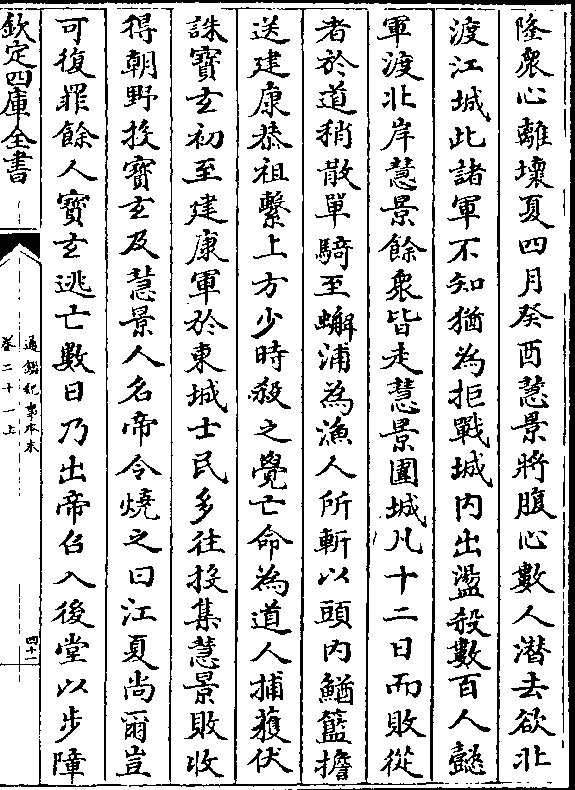 隆衆心離壞夏四月癸酉慧景將腹心數人潛去欲北
渡江城北諸軍不知猶為拒戰城内出盪殺數百人懿
軍渡北岸慧景餘衆皆走慧景圍城凡十二日而敗從
者於道稍散單騎至蠏浦為漁人所斬以頭内鰌籃擔
送建康恭祖繫上方少時殺之覺亡命為道人捕獲伏
誅寶玄初至建康軍於東城士民多往投集慧景敗收
得朝野投寶玄及慧景人名帝令燒之曰江夏尚爾豈
可復罪餘人寶玄逃亡數日乃出帝召入後堂以步障
欽定四庫全書
通鑑紀事本末
卷二十一上
四十一